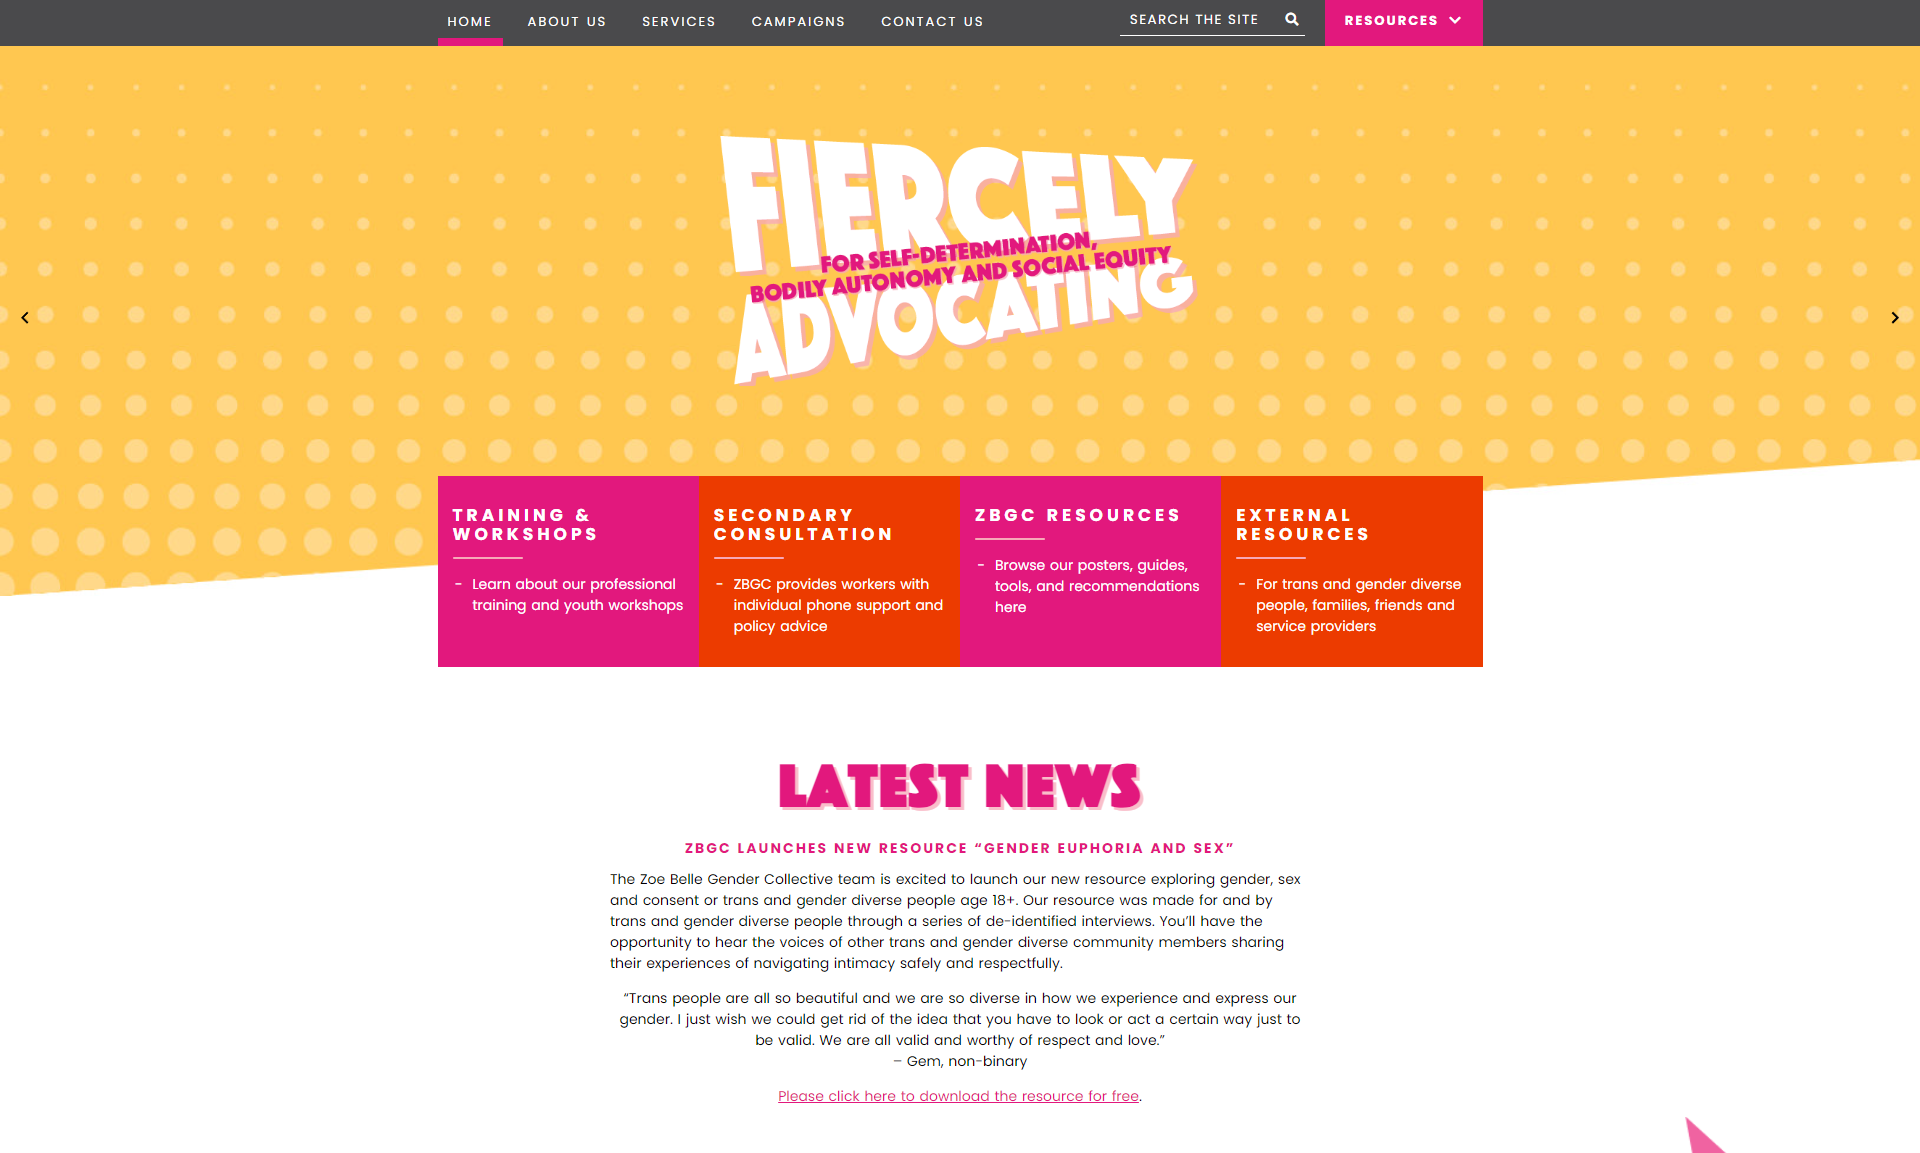 HOME ABOUT US SERVICES CAMPAIGNS CONTACT US SEARCH THE SITE RESOURCES
FIERCELY
FOR SELF-DETERMINATION,
BODILY AUTONOMY AND SOCIAL EQUITY
ADVOCATING
TRAINING &
WORKSHOPS
- Learn about our professional
training and youth workshops
SECONDARY
CONSULTATION
- ZBGC provides workers with
individual phone support and
policy advice
ZBGC RESOURCES
- Browse our posters, guides,
tools, and recommendations
here
EXTERNAL
RESOURCES
- For trans and gender diverse
people, families, friends and
service providers
LATEST NEWS
ZBGC LAUNCHES NEW RESOURCE “GENDER EUPHORIA AND SEX”
The Zoe Belle Gender Collective team is excited to launch our new resource exploring gender, sex
and consent or trans and gender diverse people age 18+. Our resource was made for and by
trans and gender diverse people through a series of de-identified interviews. You’ll have the
opportunity to hear the voices of other trans and gender diverse community members sharing
their experiences of navigating intimacy safely and respectfully.
“Trans people are all so beautiful and we are so diverse in how we experience and express our
gender. I just wish we could get rid of the idea that you have to look or act a certain way just to
be valid. We are all valid and worthy of respect and love.”
– Gem, non-binary
Please click here to download the resource for free.